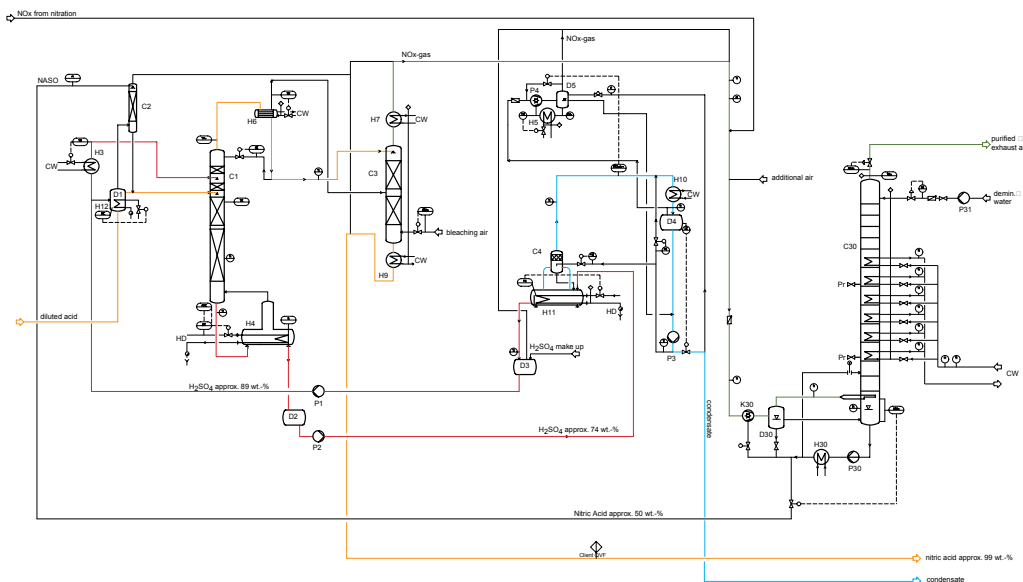 NOx from nitration
NOx-gas
NOx-gas
NASO
C2
P4
D5
H5
H6
CW
H7
CW
H3
CW
C1
C3
D1
H12
H10
CW
D4
additional air
purified
exhaust a
demin.
water
P31
C30
bleaching air
C4
CW
H9
H11
HD
Pr
Pr
CW
diluted acid
H4
HD
P3
H2SO4 make up
D3
H2SO4 approx. 89 wt.-%
P1
D2
P2
H2SO4 approx. 74 wt.-%
condensate
K30
D30
H30
P30
Nitric Acid approx. 50 wt.-%
Client QVF
nitric acid approx. 99 wt.-%
condensate